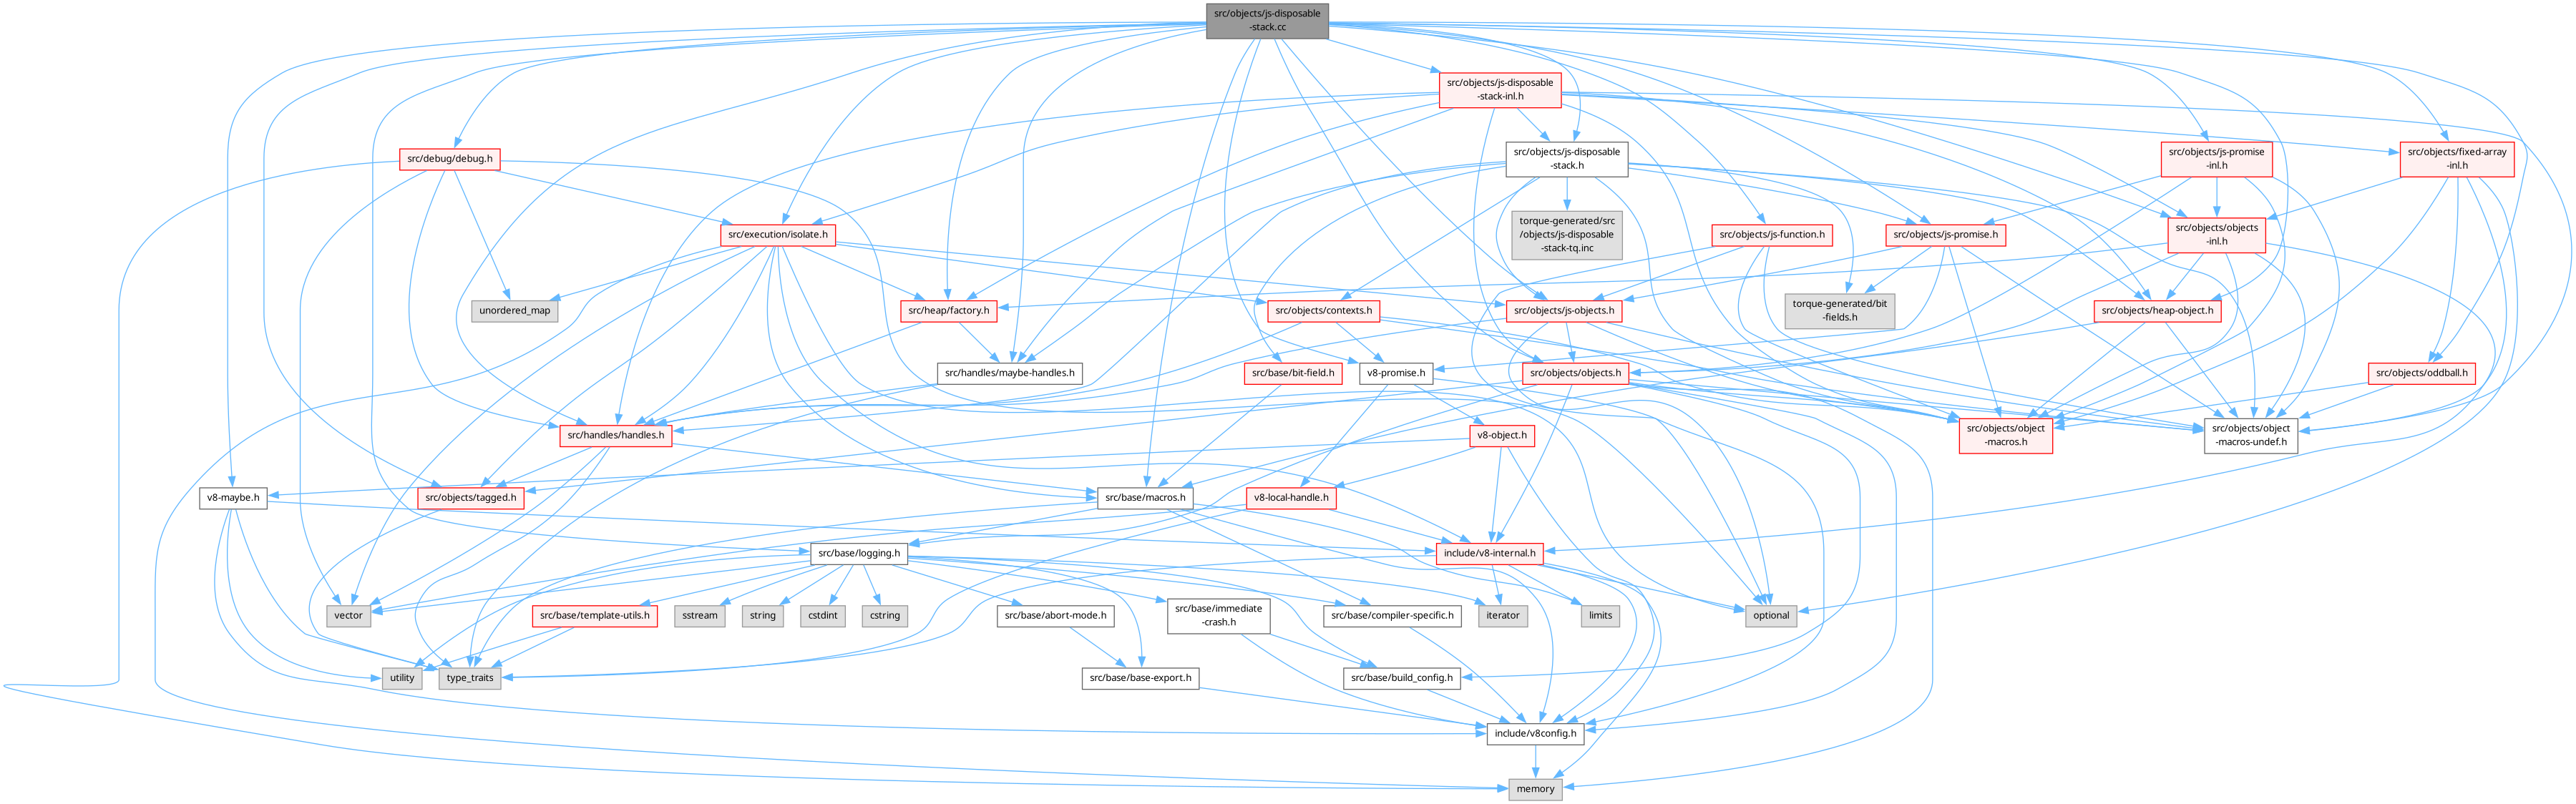 src/objects/js-disposable
-stack.cc
src/objects/js-disposable
-stack-inl.h
src/debug/debug.h
src/objects/js-disposable
-stack.h
src/objects/js-promise
-inl.h
src/objects/fixed-array
-inl.h
src/execution/isolate.h
torque-generated/src
/objects/js-disposable
-stack-tq.inc
src/objects/js-function.h
src/objects/js-promise.h
src/objects/objects
-inl.h
unordered_map
src/heap/factory.h
src/objects/contexts.h
src/objects/js-objects.h
torque-generated/bit
-fields.h
src/objects/heap-object.h
src/handles/maybe-handles.h
src/base/bit-field.h
v8-promise.h
src/objects/objects.h
src/objects/oddball.h
src/handles/handles.h
v8-object.h
src/objects/object
-macros.h
src/objects/object
-macros-undef.h
v8-maybe.h
src/objects/tagged.h
src/base/macros.h
v8-local-handle.h
src/base/logging.h
include/v8-internal.h
vector
src/base/template-utils.h
sstream
string
cstdint
cstring
src/base/abort-mode.h
src/base/immediate
-crash.h
src/base/compiler-specific.h
iterator
limits
optional
utility
type_traits
src/base/base-export.h
src/base/build_config.h
include/v8config.h
memory